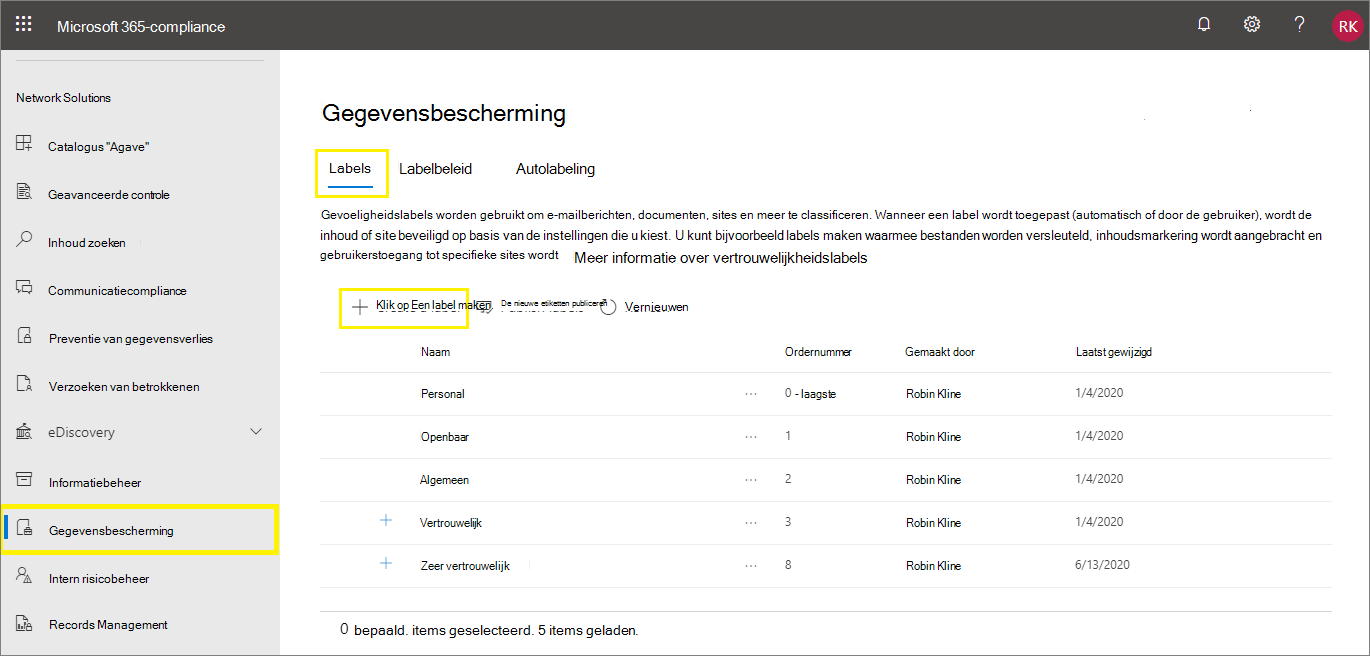 Microsoft 365-compliance
?
RK
Network Solutions
Catalogus "Agave"
Geavanceerde controle
Inhoud zoeken
Communicatiecompliance
Preventie van gegevensverlies
Verzoeken van betrokkenen
eDiscovery
Informatiebeheer
Gegevensbescherming
Intern risicobeheer
Records Management
Gegevensbescherming
Labels Labelbeleid Autolabeling
Gevoeligheidslabels worden gebruikt om e-mailberichten, documenten, sites en meer te classificeren. Wanneer een label wordt toegepast (automatisch of door de gebruiker), wordt de
inhoud of site beveiligd op basis van de instellingen die u kiest. U kunt bijvoorbeeld labels maken waarmee bestanden worden versleuteld, inhoudsmarkering wordt aangebracht en
gebruikerstoegang tot specifieke sites wordt Meer informatie over vertrouwelijkheidslabels
Klik op Een label maken De nieuwe etiketten publiceren Vernieuwen
Naam Ordernummer Gemaakt door Laatst gewijzigd
Personal ... 0 - laagste Robin Kline 1/4/2020
Openbaar ... 1 Robin Kline 1/4/2020
Algemeen ... 2 Robin Kline 1/4/2020
+ Vertrouwelijk ... 3 Robin Kline 1/4/2020
+ Zeer vertrouwelijk ... 8 Robin Kline 6/13/2020
0 bepaald. items geselecteerd. 5 items geladen.